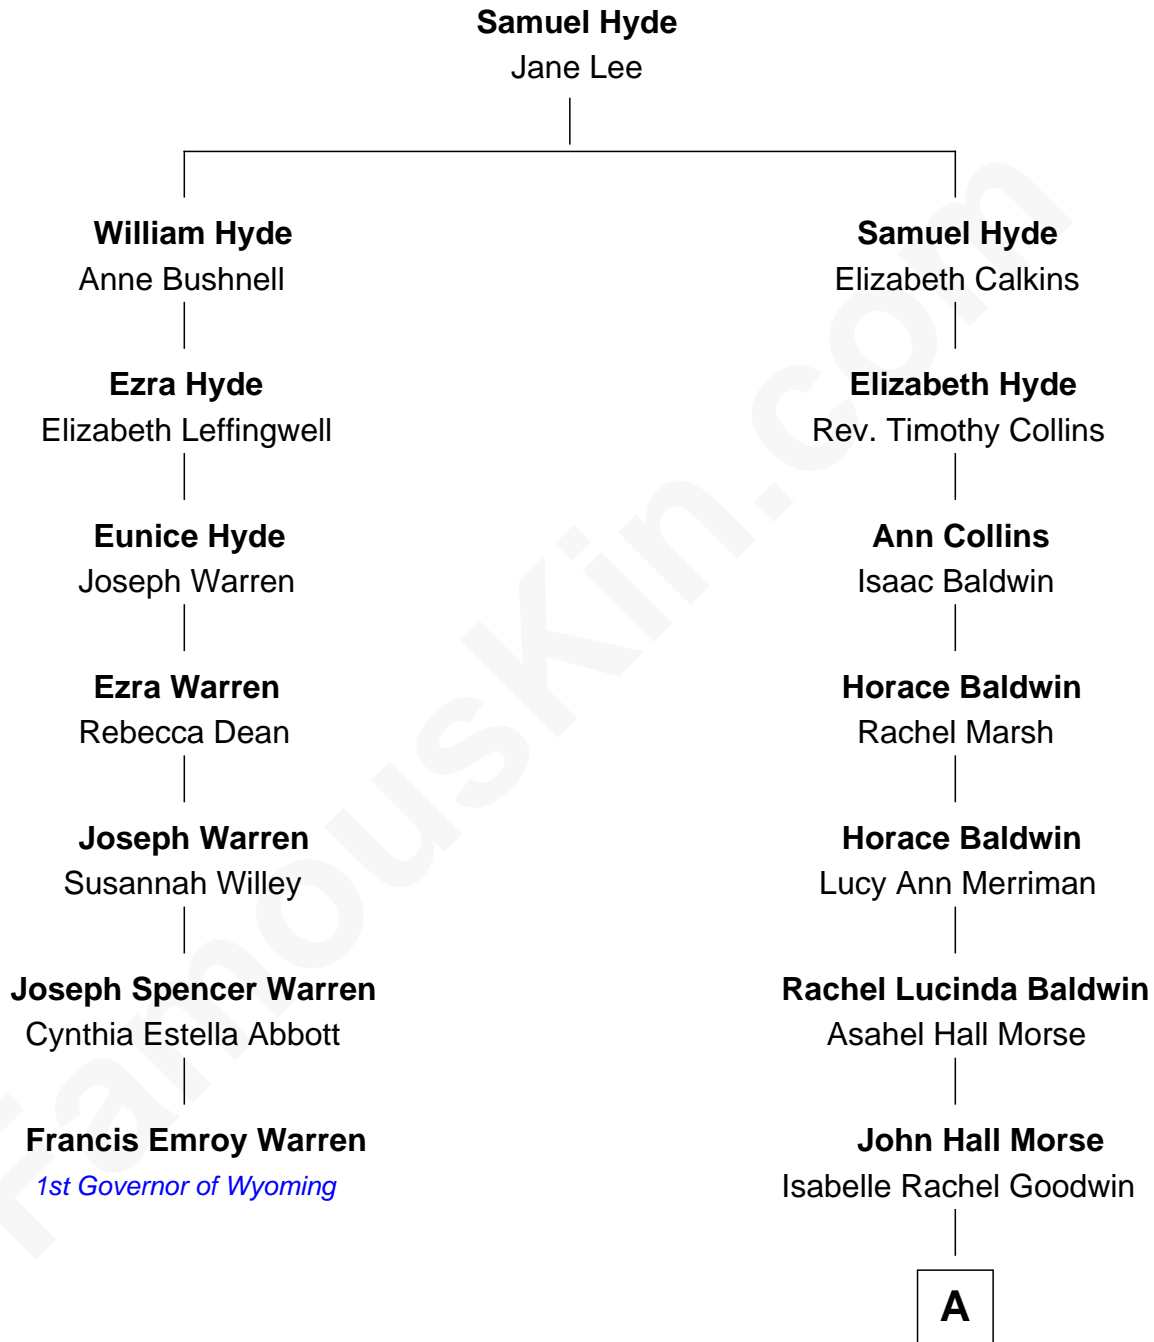 Samuel Hyde
Jane Lee
William Hyde
Anne Bushnell
Samuel Hyde
Elizabeth Calkins
Ezra Hyde
Elizabeth Leffingwell
Elizabeth Hyde
Rev. Timothy Collins
Eunice Hyde
Joseph Warren
Ann Collins
Isaac Baldwin
Ezra Warren
Rebecca Dean
Horace Baldwin
Rachel Marsh
Joseph Warren
Susannah Willey
Horace Baldwin
Lucy Ann Merriman
Joseph Spencer Warren
Cynthia Estella Abbott
Rachel Lucinda Baldwin
Asahel Hall Morse
Francis Emroy Warren
1st Governor of Wyoming
John Hall Morse
Isabelle Rachel Goodwin
A
FamousKin.com